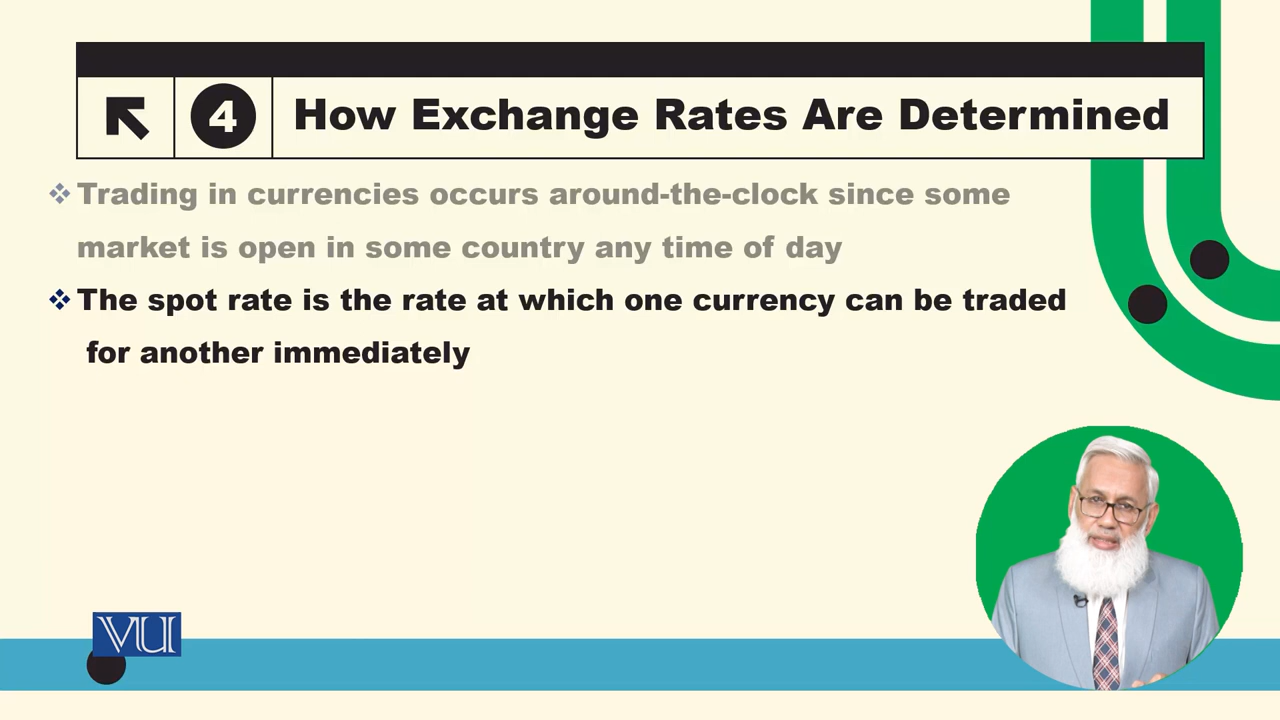 4 How Exchange Rates Are Determined
Trading in currencies occurs around-the-clock since some
market is open in some country any time of day
The spot rate is the rate at which one currency can be traded
for another immediately
VU